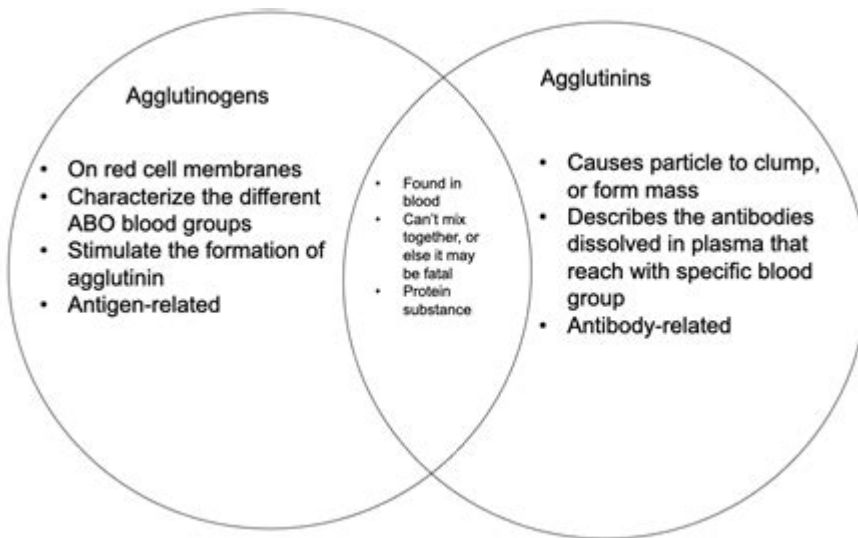 Agglutinogens
• On red cell membranes
• Characterize the different
ABO blood groups
• Stimulate the formation of
agglutinin
• Antigen-related
• Found in
blood
• Can't mix
together, or
else it may
be fatal
• Protein
substance
Agglutinins
• Causes particle to clump,
or form mass
• Describes the antibodies
dissolved in plasma that
reach with specific blood
group
• Antibody-related